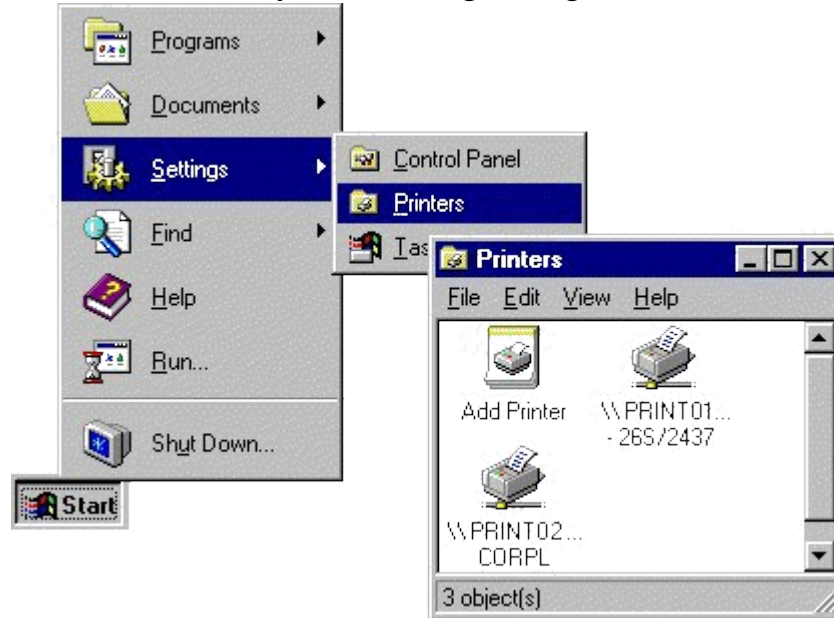 Programs
Documents
Settings
Find
Help
Run...
Shut Down...
Start
Control Panel
Printers
Printers
File Edit View Help
Add Printer
\\PRINT01...
- 26S/2437
\\PRINT02...
CORPL
3 object(s)